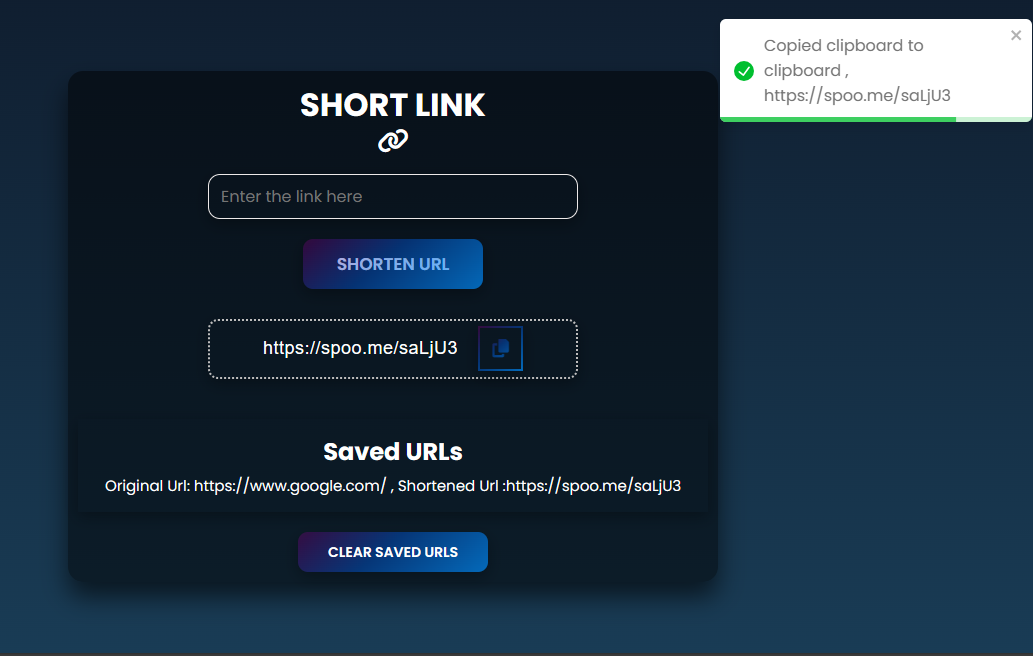 Copied clipboard to
clipboard ,
https://spoo.me/saLjU3
SHORT LINK
Enter the link here
SHORTEN URL
https://spoo.me/saLjU3
Saved URLs
Original Url: https://www.google.com/ , Shortened Url :https://spoo.me/saLjU3
CLEAR SAVED URLS